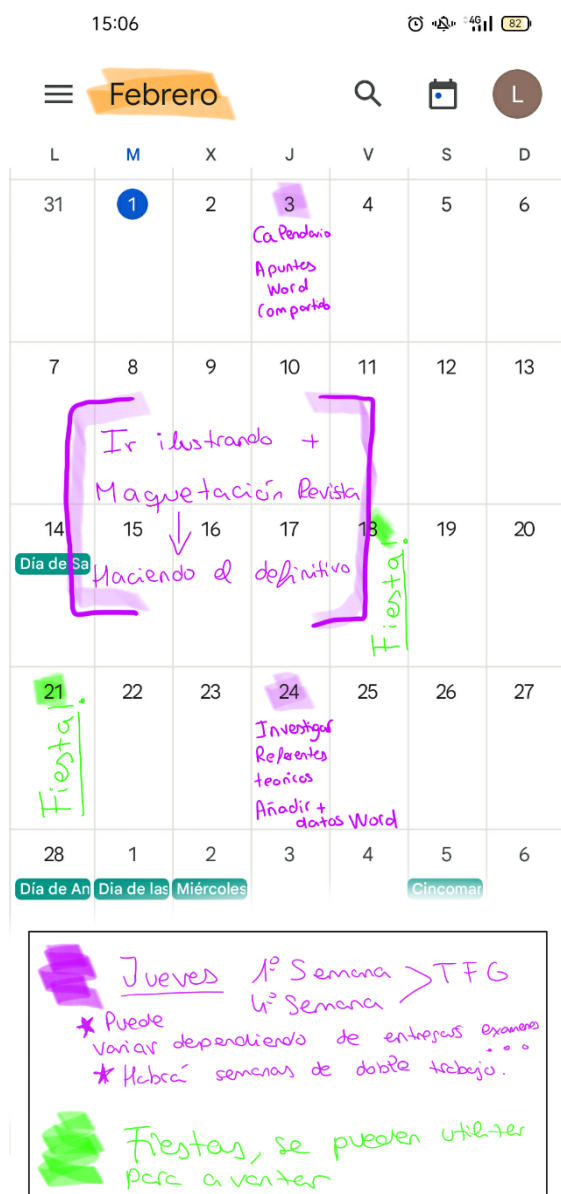 15:06 4G 82
Febrero L
L M X J V S D
31 1 2 3 4 5 6
Calendario
Apuntes
Word
Compartido
7 8 9 10 11 12 13
Ir ilustrando +
Maquetación Revista
14 15 16 17 18 19 20
Día de Sa
Haciendo el definitivo
Fiesta!
21 22 23 24 25 26 27
Fiesta!
Investigar
Referentes
teoricos
Añadir +
datos Word
28 1 2 3 4 5 6
Día de An Día de las Miércoles Cincomar
Jueves 1º Semana > TFG
4º Semana
* Puede
variar dependiendo de entregas examenes ...
* Habrá semanas de doble trabajo.
Fiestas, se pueden utilizar
para avanzar